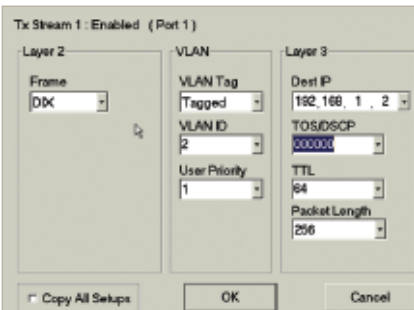 Tx Stream 1 : Enabled ( Port 1 )
Layer 2
Frame
DIX
VLAN
VLAN Tag
Tagged
VLAN ID
2
User Priority
1
Layer 3
Dest IP
192, 168, 1 , 2
TOS/DSCP
000000
TTL
64
Packet Length
256
Copy All Setups
OK
Cancel